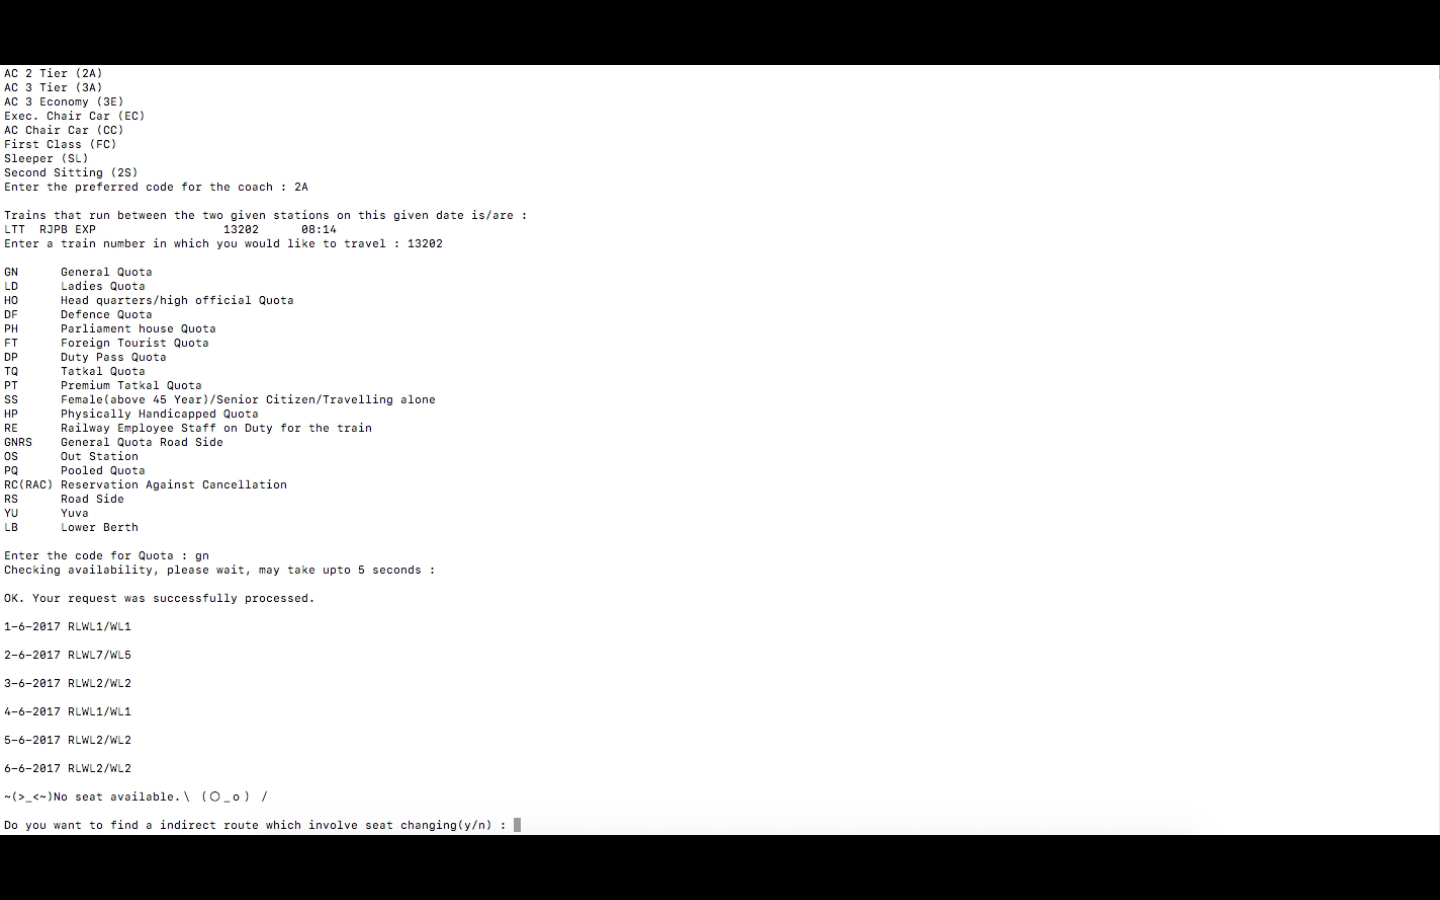 AC 2 Tier (2A)
AC 3 Tier (3A)
AC 3 Economy (3E)
Exec. Chair Car (EC)
AC Chair Car (CC)
First Class (FC)
Sleeper (SL)
Second Sitting (2S)
Enter the preferred code for the coach : 2A
Trains that run between the two given stations on this given date is/are :
LTT  RJPB EXP                  13202      08:14
Enter a train number in which you would like to travel : 13202
GN      General Quota
LD      Ladies Quota
HO      Head quarters/high official Quota
DF      Defence Quota
PH      Parliament house Quota
FT      Foreign Tourist Quota
DP      Duty Pass Quota
TQ      Tatkal Quota
PT      Premium Tatkal Quota
SS      Female(above 45 Year)/Senior Citizen/Travelling alone
HP      Physically Handicapped Quota
RE      Railway Employee Staff on Duty for the train
GNRS    General Quota Road Side
OS      Out Station
PQ      Pooled Quota
RC(RAC) Reservation Against Cancellation
RS      Road Side
YU      Yuva
LB      Lower Berth
Enter the code for Quota : gn
Checking availability, please wait, may take upto 5 seconds :
OK. Your request was successfully processed.
1-6-2017 RLWL1/WL1
2-6-2017 RLWL7/WL5
3-6-2017 RLWL2/WL2
4-6-2017 RLWL1/WL1
5-6-2017 RLWL2/WL2
6-6-2017 RLWL2/WL2
~(>_<~)No seat available.\ (〇_o) /
Do you want to find a indirect route which involve seat changing(y/n) :